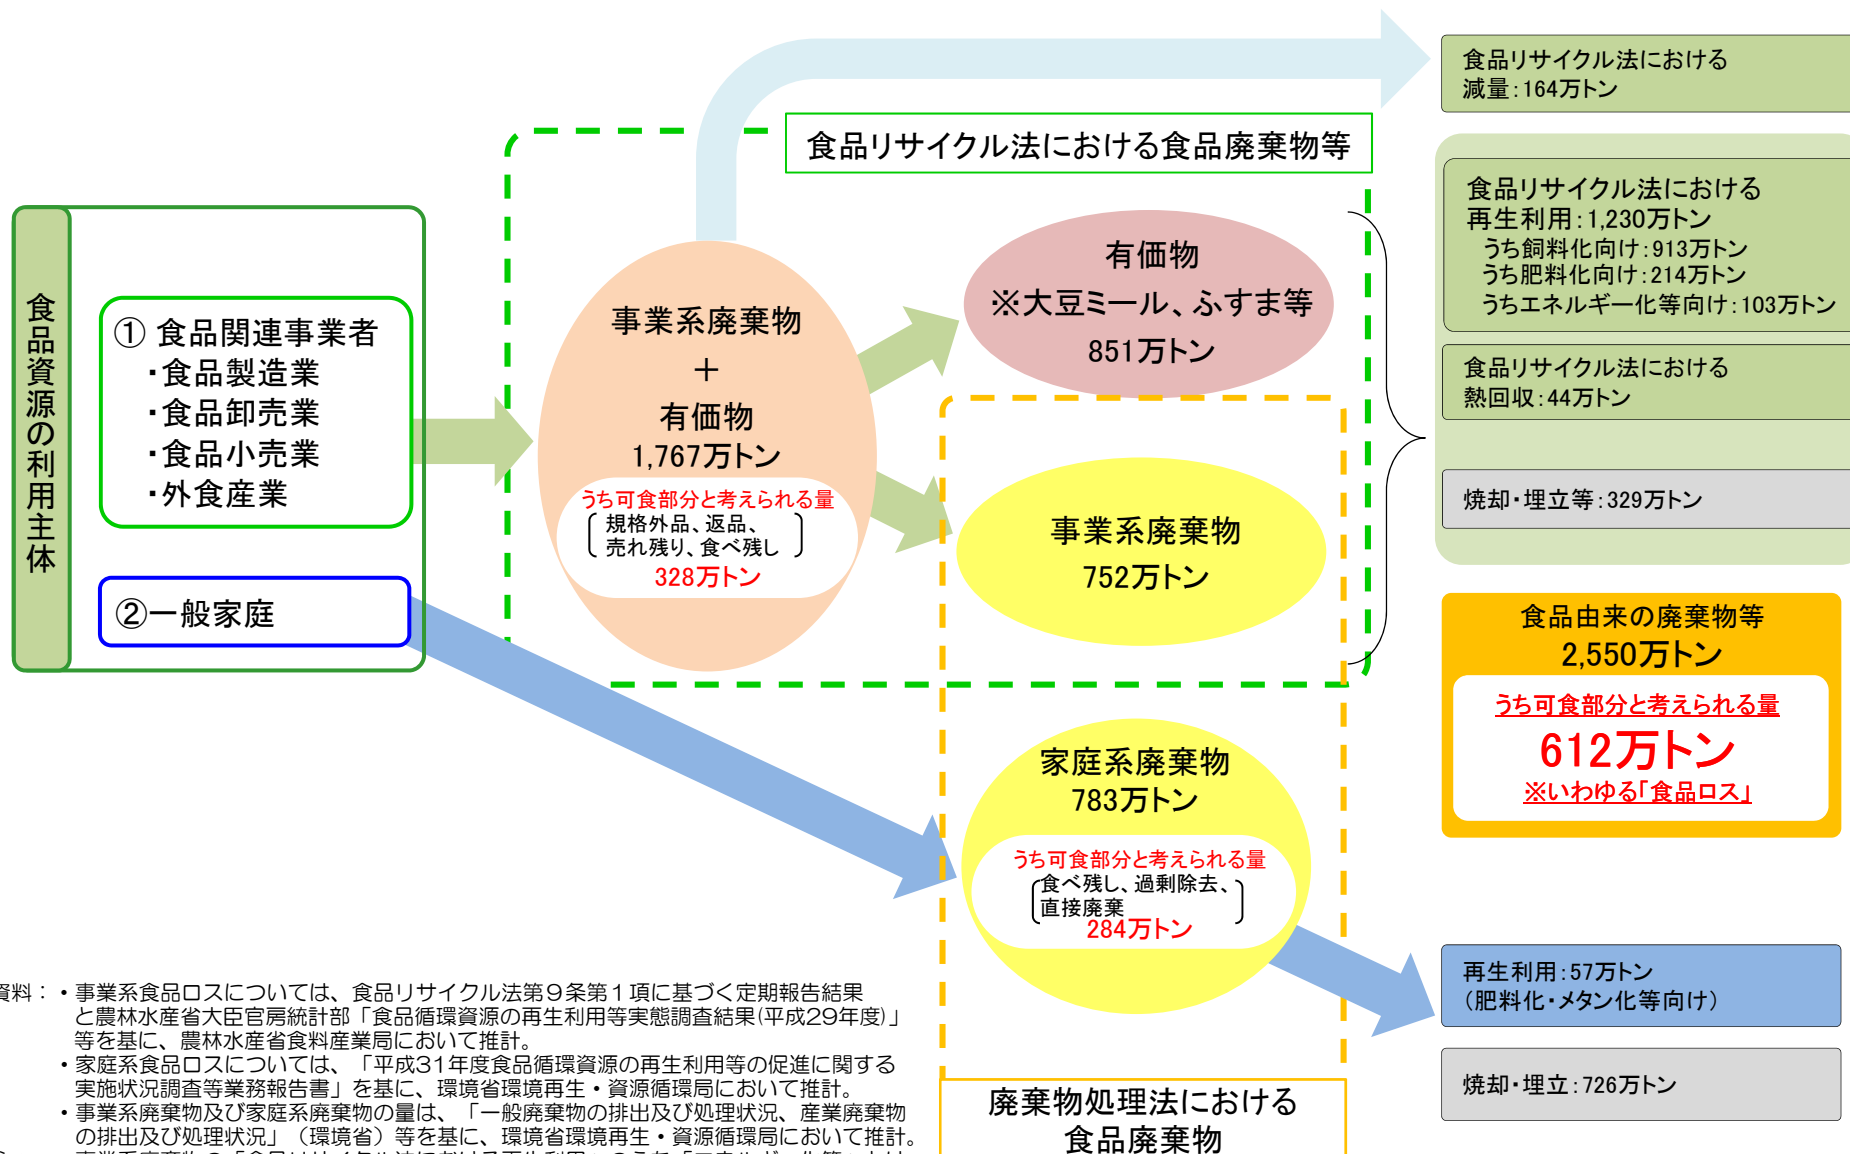 食品リサイクル法における
減量：164万トン
食品リサイクル法における食品廃棄物等
食品リサイクル法における
再生利用：1,230万トン
うち飼料化向け：913万トン
うち肥料化向け：214万トン
うちエネルギー化等向け：103万トン
食品リサイクル法における
熱回収：44万トン
焼却・埋立等：329万トン
食品資源の利用主体
① 食品関連事業者
・食品製造業
・食品卸売業
・食品小売業
・外食産業
②一般家庭
事業系廃棄物
＋
有価物
1,767万トン
うち可食部分と考えられる量
規格外品、返品、
売れ残り、食べ残し
328万トン
有価物
※大豆ミール、ふすま等
851万トン
事業系廃棄物
752万トン
家庭系廃棄物
783万トン
うち可食部分と考えられる量
食べ残し、過剰除去、
直接廃棄
284万トン
食品由来の廃棄物等
2,550万トン
うち可食部分と考えられる量
612万トン
※いわゆる「食品ロス」
再生利用：57万トン
（肥料化・メタン化等向け）
焼却・埋立：726万トン
廃棄物処理法における
食品廃棄物
資料：・事業系食品ロスについては、食品リサイクル法第９条第１項に基づく定期報告結果
と農林水産省大臣官房統計部「食品循環資源の再生利用等実態調査結果(平成29年度)」
等を基に、農林水産省食料産業局において推計。
・家庭系食品ロスについては、「平成31年度食品循環資源の再生利用等の促進に関する
実施状況調査等業務報告書」を基に、環境省環境再生・資源循環局において推計。
・事業系廃棄物及び家庭系廃棄物の量は、「一般廃棄物の排出及び処理状況、産業廃棄物
の排出及び処理状況」（環境省）等を基に、環境省環境再生・資源循環局において推計。